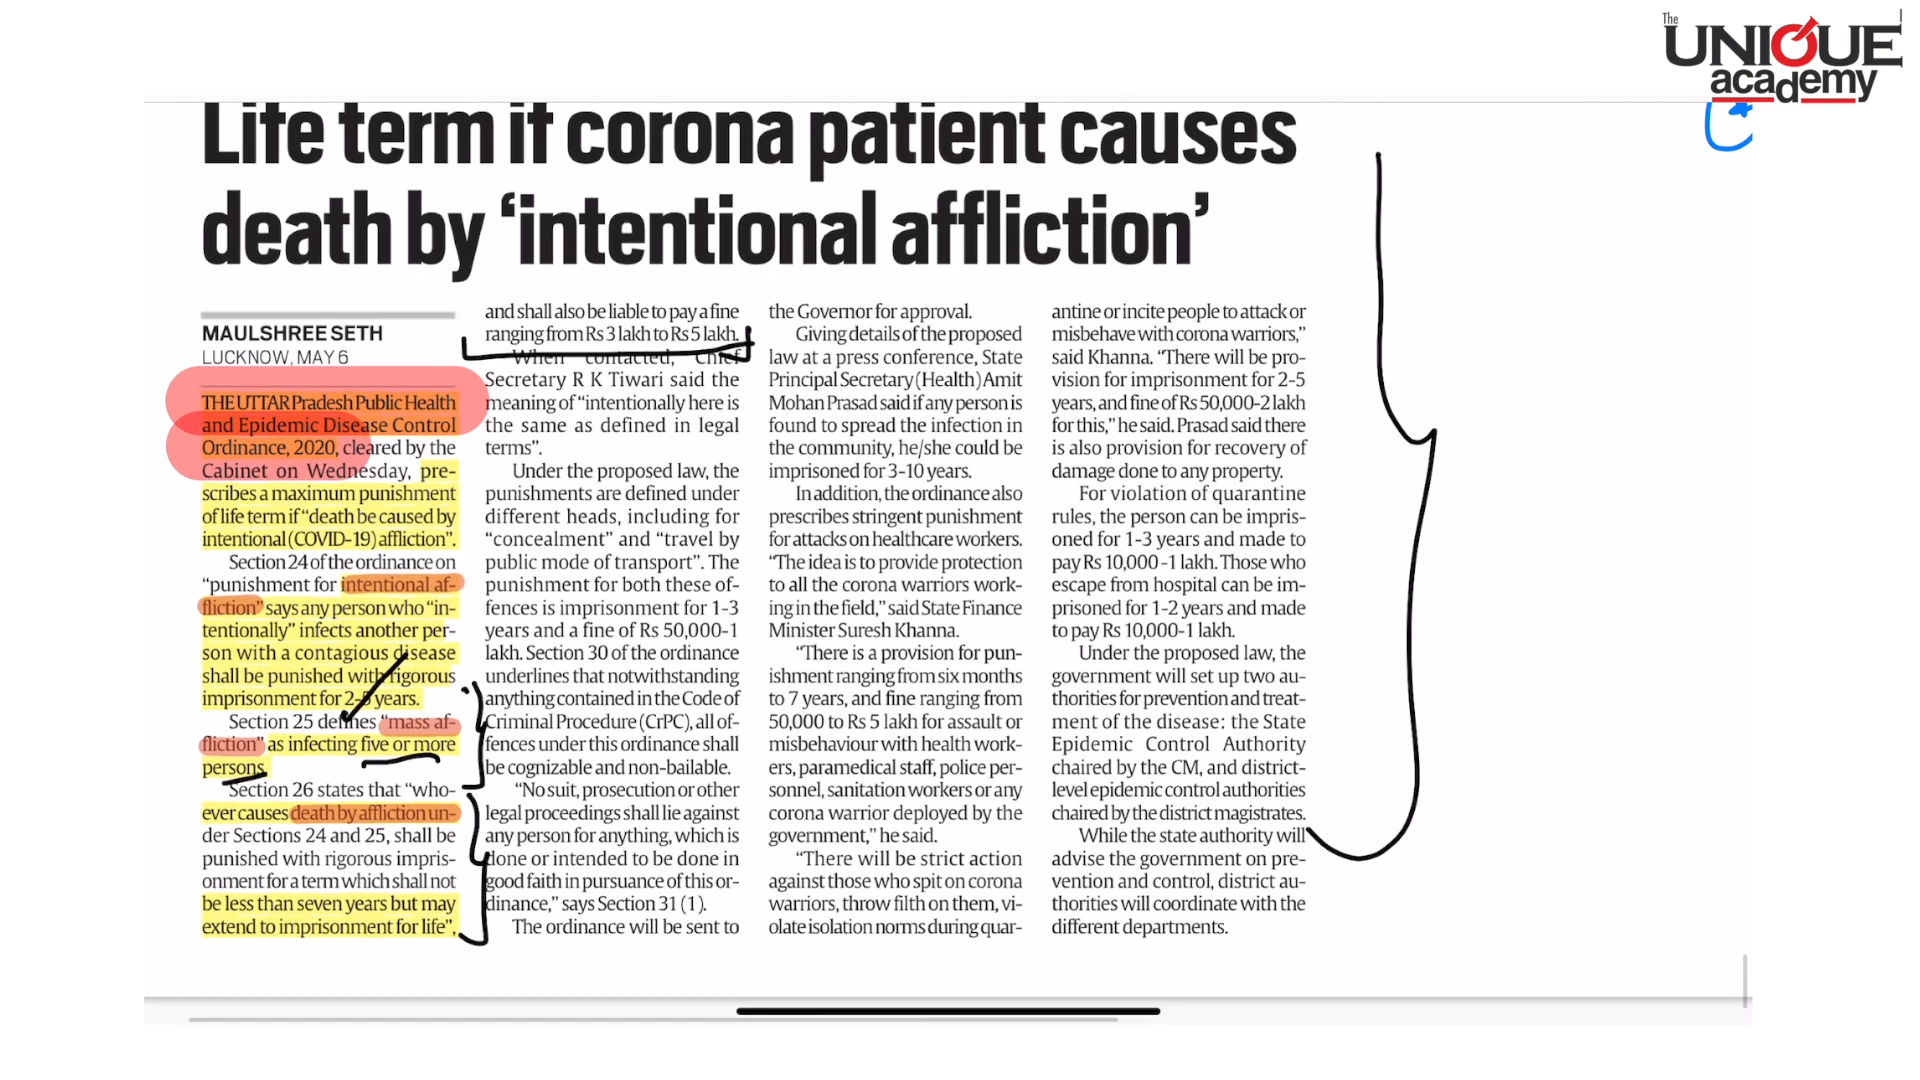 The
UNIQUE
academy
Life term if corona patient causes
death by ‘intentional affliction’
MAULSHREE SETH
LUCKNOW, MAY 6
THE UTTAR Pradesh Public Health
and Epidemic Disease Control
Ordinance, 2020, cleared by the
Cabinet on Wednesday, pre-
scribes a maximum punishment
of life term if “death be caused by
intentional (COVID-19) affliction”.
Section 24 of the ordinance on
“punishment for intentional af-
fliction” says any person who “in-
tentionally” infects another per-
son with a contagious disease
shall be punished with rigorous
imprisonment for 2-5 years.
Section 25 defines “mass af-
fliction” as infecting five or more
persons.
Section 26 states that “who-
ever causes death by affliction un-
der Sections 24 and 25, shall be
punished with rigorous impris-
onment for a term which shall not
be less than seven years but may
extend to imprisonment for life”,
and shall also be liable to pay a fine
ranging from Rs 3 lakh to Rs 5 lakh.
When contacted, Chief
Secretary R K Tiwari said the
meaning of “intentionally here is
the same as defined in legal
terms”.
Under the proposed law, the
punishments are defined under
different heads, including for
“concealment” and “travel by
public mode of transport”. The
punishment for both these of-
fences is imprisonment for 1-3
years and a fine of Rs 50,000-1
lakh. Section 30 of the ordinance
underlines that notwithstanding
anything contained in the Code of
Criminal Procedure (CrPC), all of-
fences under this ordinance shall
be cognizable and non-bailable.
“No suit, prosecution or other
legal proceedings shall lie against
any person for anything, which is
done or intended to be done in
good faith in pursuance of this or-
dinance,” says Section 31 (1).
The ordinance will be sent to
the Governor for approval.
Giving details of the proposed
law at a press conference, State
Principal Secretary (Health) Amit
Mohan Prasad said if any person is
found to spread the infection in
the community, he/she could be
imprisoned for 3-10 years.
In addition, the ordinance also
prescribes stringent punishment
for attacks on healthcare workers.
“The idea is to provide protection
to all the corona warriors work-
ing in the field,” said State Finance
Minister Suresh Khanna.
“There is a provision for pun-
ishment ranging from six months
to 7 years, and fine ranging from
50,000 to Rs 5 lakh for assault or
misbehaviour with health work-
ers, paramedical staff, police per-
sonnel, sanitation workers or any
corona warrior deployed by the
government,” he said.
“There will be strict action
against those who spit on corona
warriors, throw filth on them, vi-
olate isolation norms during quar-
antine or incite people to attack or
misbehave with corona warriors,”
said Khanna. “There will be pro-
vision for imprisonment for 2-5
years, and fine of Rs 50,000-2 lakh
for this,” he said. Prasad said there
is also provision for recovery of
damage done to any property.
For violation of quarantine
rules, the person can be impris-
oned for 1-3 years and made to
pay Rs 10,000 -1 lakh. Those who
escape from hospital can be im-
prisoned for 1-2 years and made
to pay Rs 10,000-1 lakh.
Under the proposed law, the
government will set up two au-
thorities for prevention and treat-
ment of the disease: the State
Epidemic Control Authority
chaired by the CM, and district-
level epidemic control authorities
chaired by the district magistrates.
While the state authority will
advise the government on pre-
vention and control, district au-
thorities will coordinate with the
different departments.